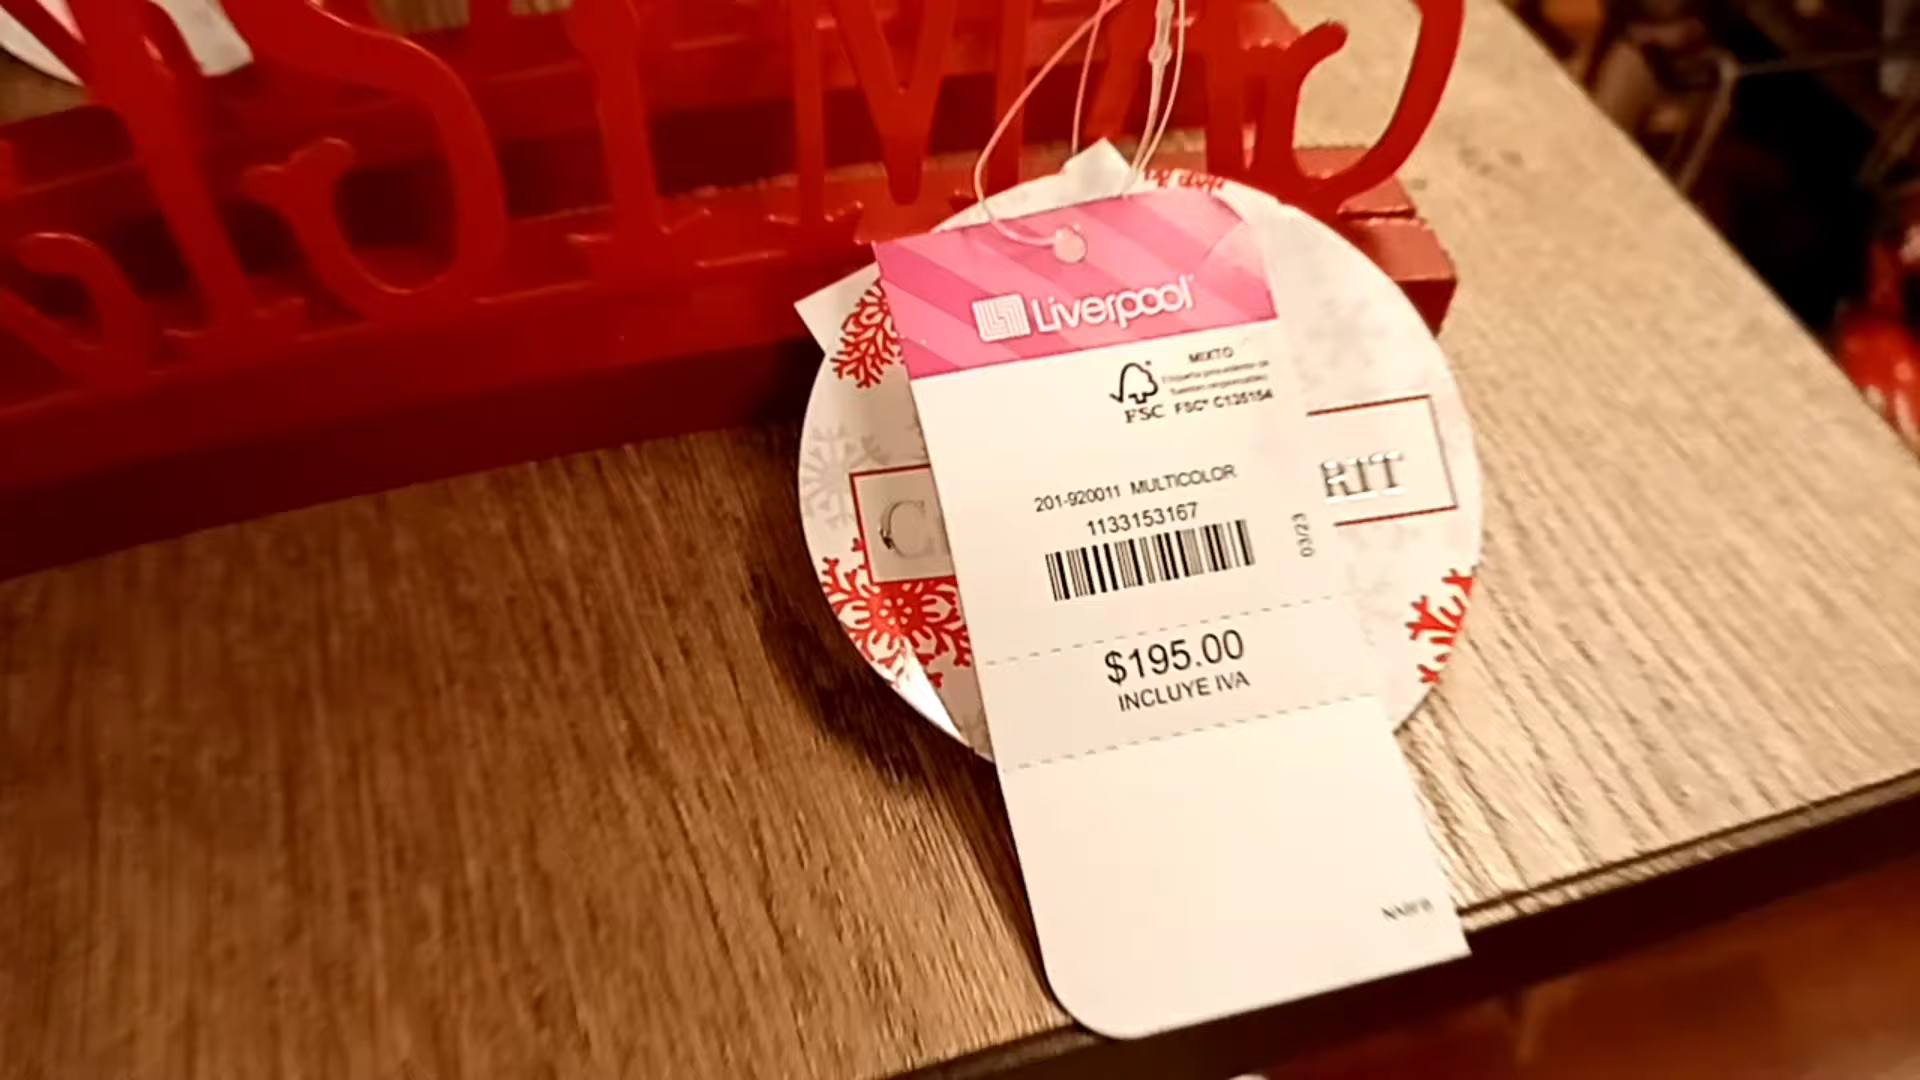 Liverpool
MIXTO
FSC FSC® C135154
201-920011 MULTICOLOR
1133153167
03/23
RIT
$195.00
INCLUYE IVA